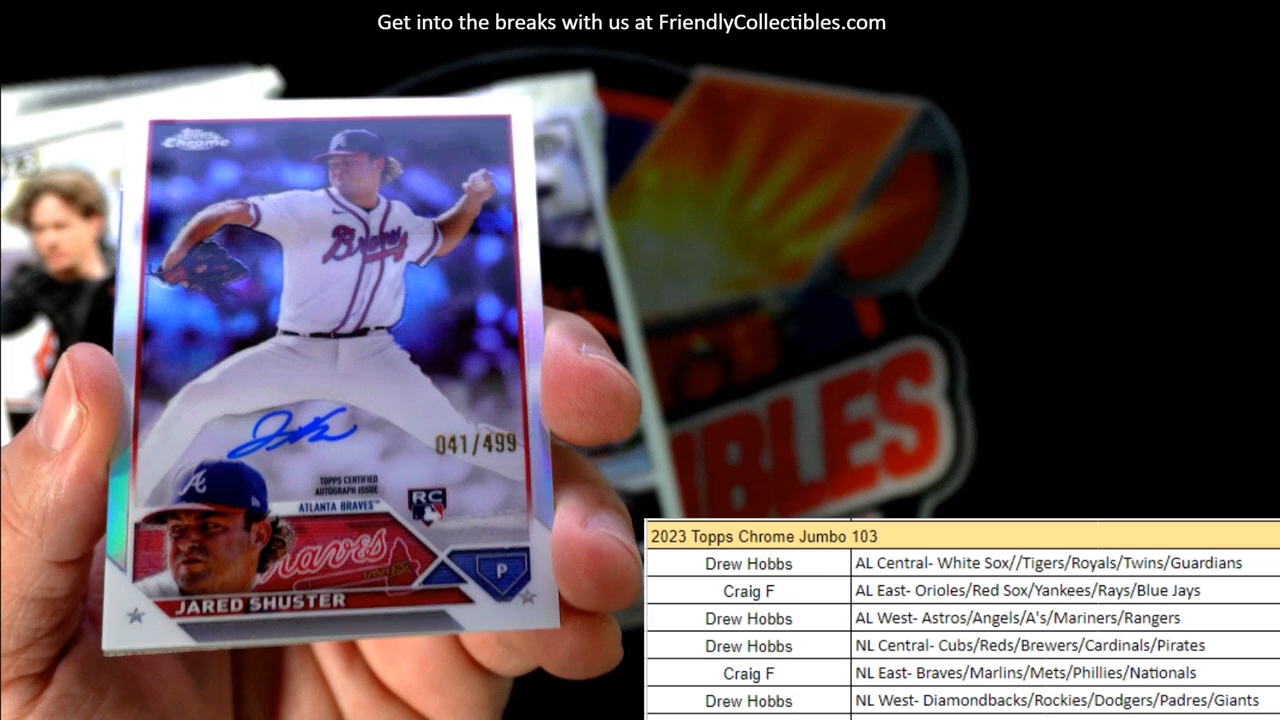 Get into the breaks with us at FriendlyCollectibles.com
Topps
Chrome
A
Braves
041/499
TOPPS CERTIFIED
AUTOGRAPH ISSUE
ATLANTA BRAVES™
RC
A
P
JARED SHUSTER
IBLES
2023 Topps Chrome Jumbo 103
Drew Hobbs AL Central- White Sox//Tigers/Royals/Twins/Guardians
Craig F AL East- Orioles/Red Sox/Yankees/Rays/Blue Jays
Drew Hobbs AL West- Astros/Angels/A's/Mariners/Rangers
Drew Hobbs NL Central- Cubs/Reds/Brewers/Cardinals/Pirates
Craig F NL East- Braves/Marlins/Mets/Phillies/Nationals
Drew Hobbs NL West- Diamondbacks/Rockies/Dodgers/Padres/Giants